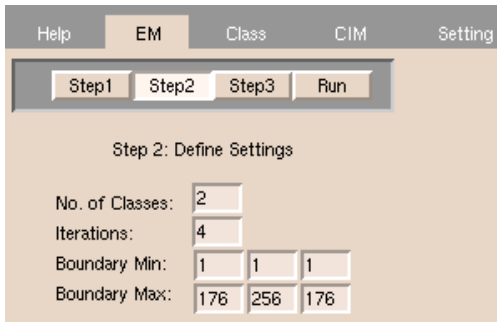 Help EM Class CIM Setting
Step1 Step2 Step3 Run
Step 2: Define Settings
No. of Classes: 2
Iterations: 4
Boundary Min: 1 1 1
Boundary Max: 176 256 176